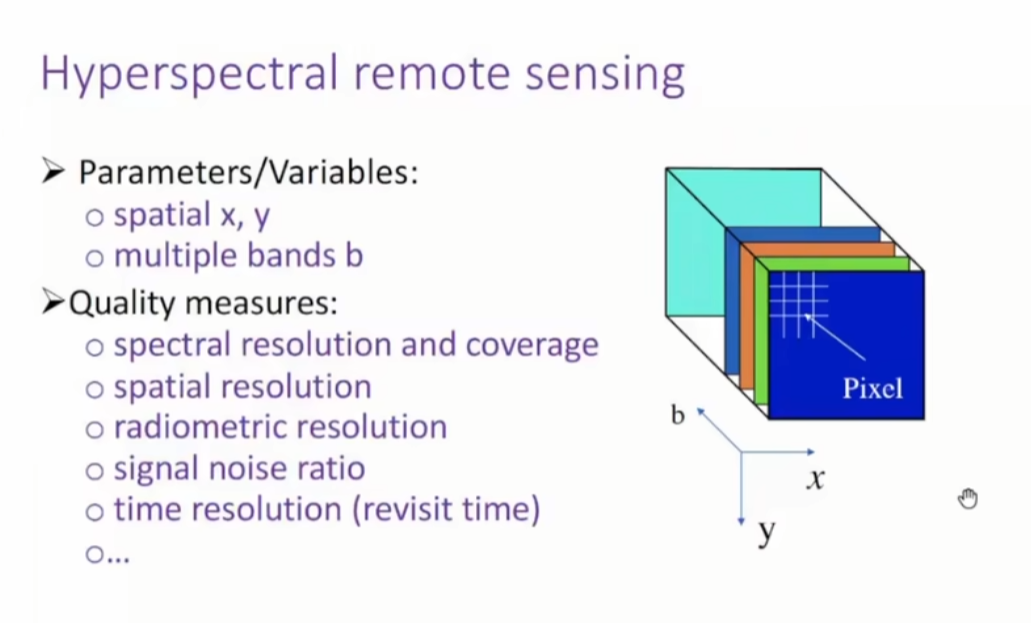 Hyperspectral remote sensing
➢ Parameters/Variables:
o spatial x, y
o multiple bands b
➢Quality measures:
o spectral resolution and coverage
o spatial resolution
o radiometric resolution
o signal noise ratio
o time resolution (revisit time)
o...
Pixel
b
x
y